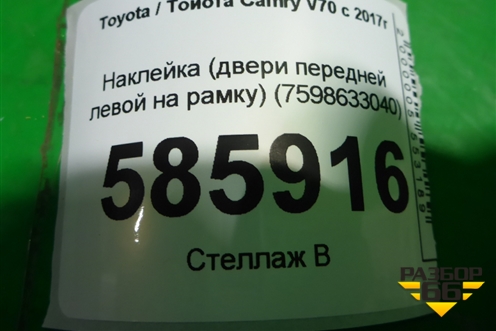 Toyota / Тойота Camry V70 с 2017г
Наклейка (двери передней
левой на рамку) (7598633040)
585916
Стеллаж В
РАЗБОР
66